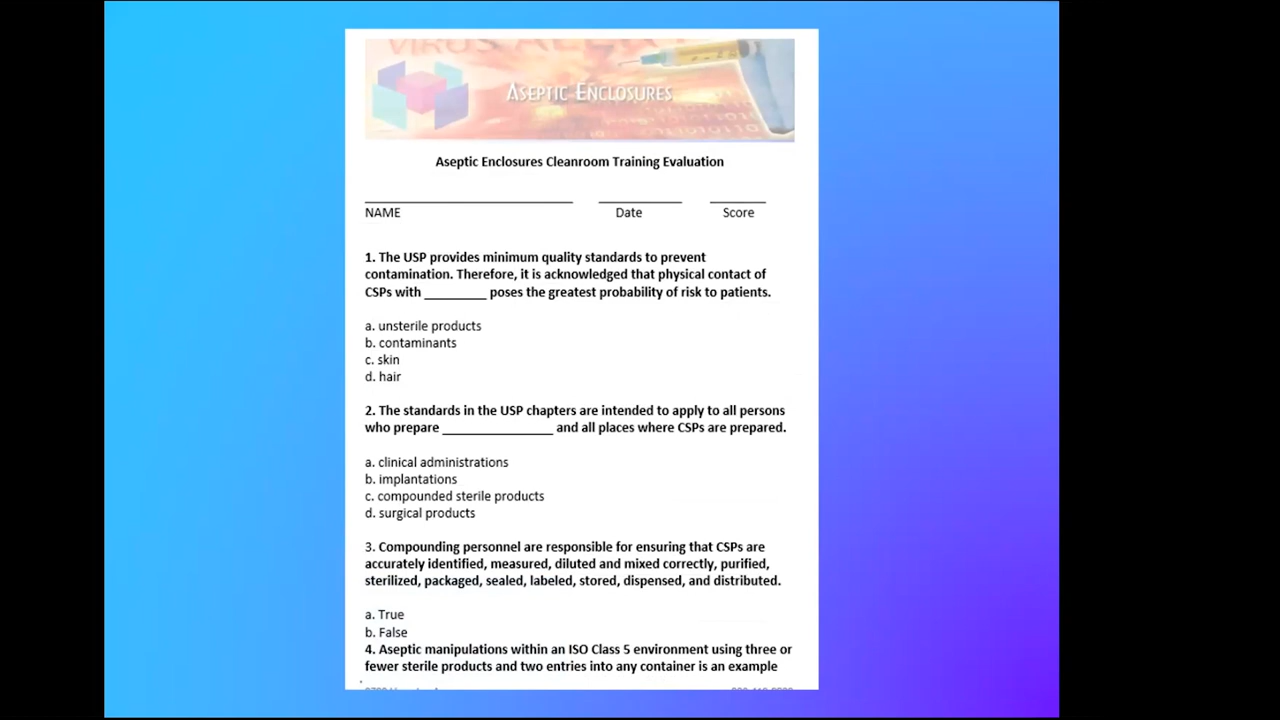 VIRUS ALERT
ASEPTIC ENCLOSURES
Aseptic Enclosures Cleanroom Training Evaluation
NAME Date Score
1. The USP provides minimum quality standards to prevent
contamination. Therefore, it is acknowledged that physical contact of
CSPs with _________ poses the greatest probability of risk to patients.
a. unsterile products
b. contaminants
c. skin
d. hair
2. The standards in the USP chapters are intended to apply to all persons
who prepare ________________ and all places where CSPs are prepared.
a. clinical administrations
b. implantations
c. compounded sterile products
d. surgical products
3. Compounding personnel are responsible for ensuring that CSPs are
accurately identified, measured, diluted and mixed correctly, purified,
sterilized, packaged, sealed, labeled, stored, dispensed, and distributed.
a. True
b. False
4. Aseptic manipulations within an ISO Class 5 environment using three or
fewer sterile products and two entries into any container is an example